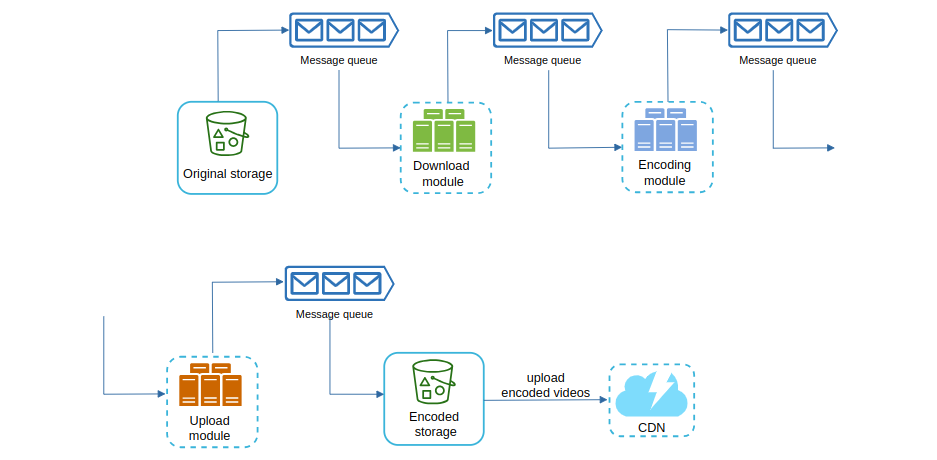 Message queue
Message queue
Message queue
Original storage
Download
module
Encoding
module
Message queue
Upload
module
Encoded
storage
upload
encoded videos
CDN